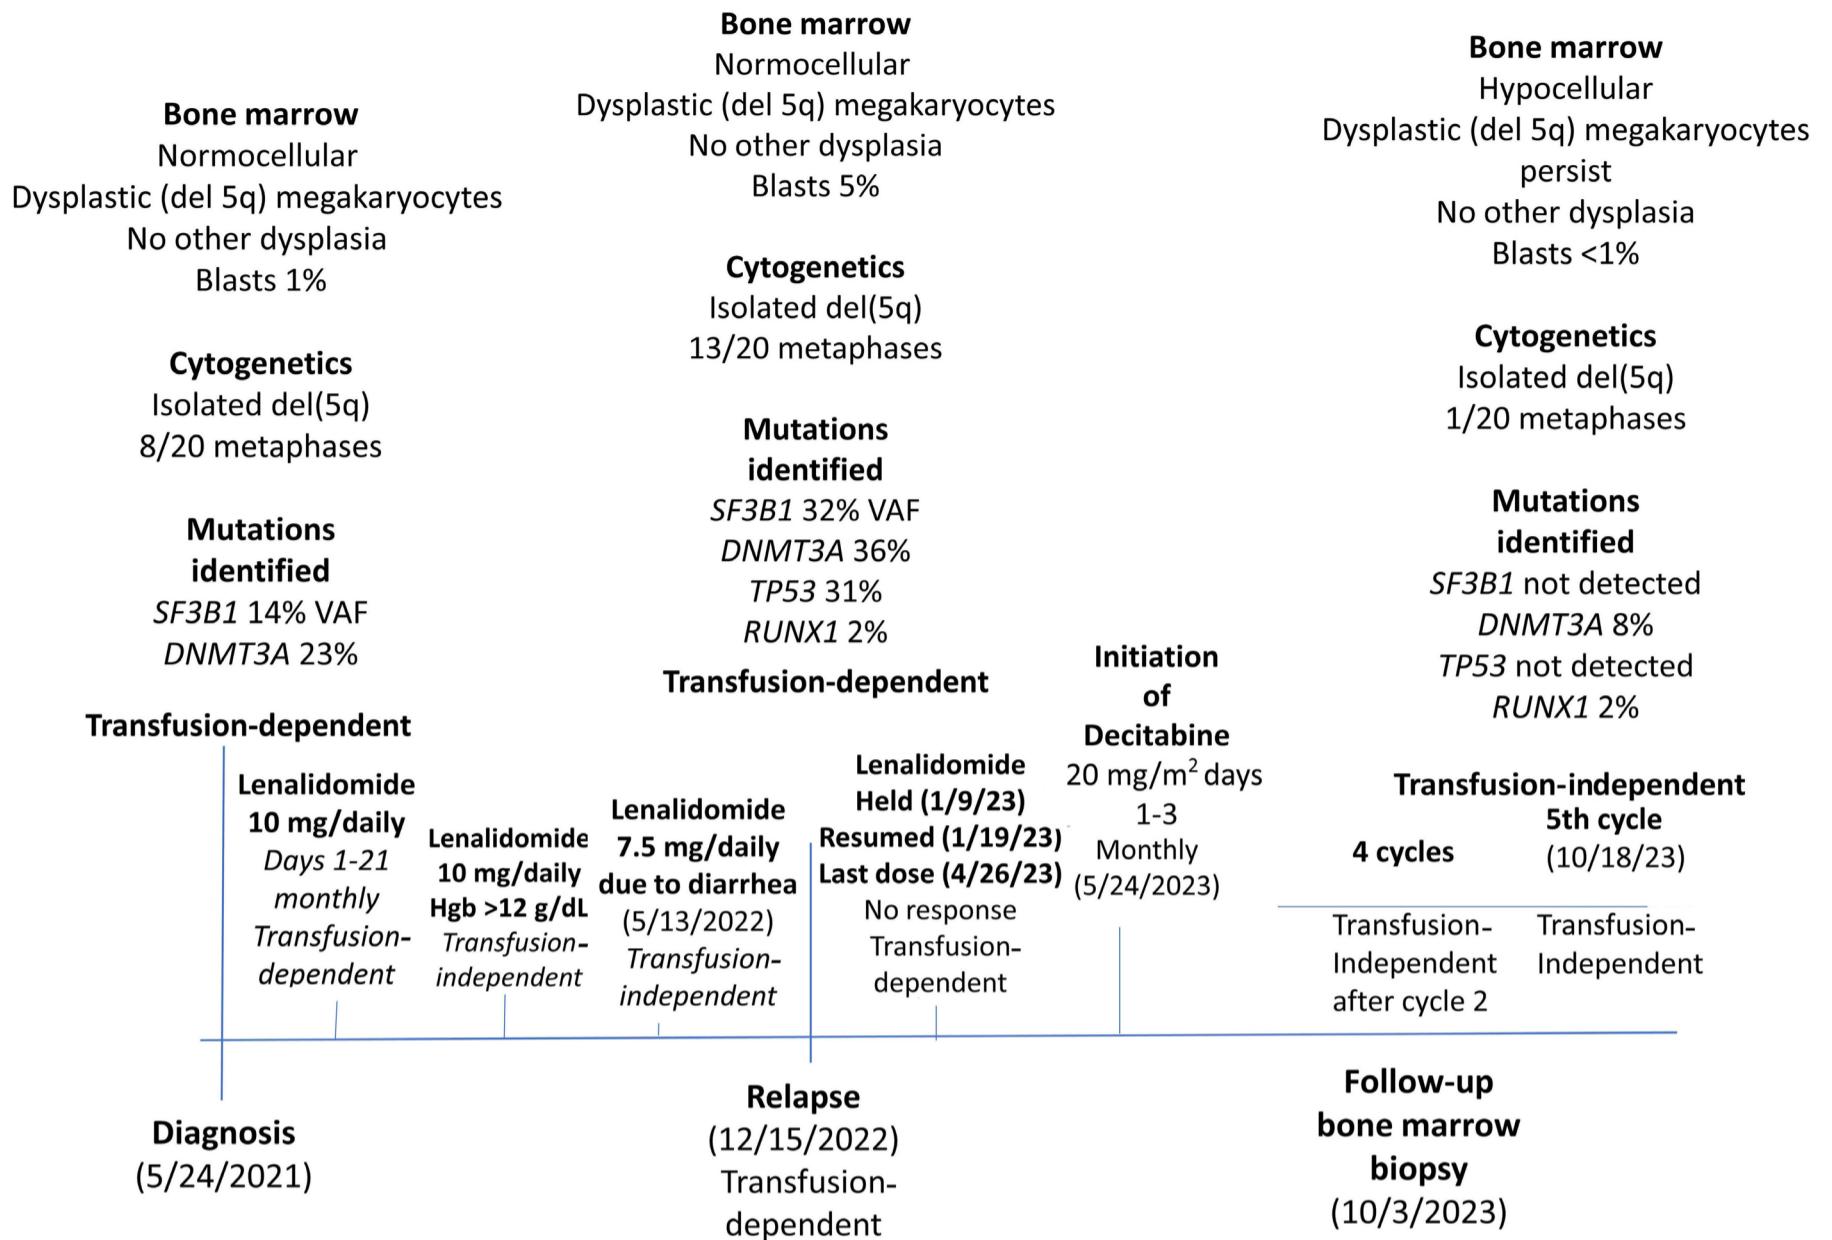 Bone marrow
Normocellular
Dysplastic (del 5q) megakaryocytes
No other dysplasia
Blasts 1%
Cytogenetics
Isolated del(5q)
8/20 metaphases
Mutations
identified
SF3B1 14% VAF
DNMT3A 23%
Transfusion-dependent
Bone marrow
Normocellular
Dysplastic (del 5q) megakaryocytes
No other dysplasia
Blasts 5%
Cytogenetics
Isolated del(5q)
13/20 metaphases
Mutations
identified
SF3B1 32% VAF
DNMT3A 36%
TP53 31%
RUNX1 2%
Transfusion-dependent
Bone marrow
Hypocellular
Dysplastic (del 5q) megakaryocytes
persist
No other dysplasia
Blasts <1%
Cytogenetics
Isolated del(5q)
1/20 metaphases
Mutations
identified
SF3B1 not detected
DNMT3A 8%
TP53 not detected
RUNX1 2%
Transfusion-independent
Lenalidomide
10 mg/daily
Days 1-21
monthly
Transfusion-
dependent
Lenalidomide
10 mg/daily
Hgb >12 g/dL
Transfusion-
independent
Lenalidomide
7.5 mg/daily
due to diarrhea
(5/13/2022)
Transfusion-
independent
Lenalidomide
Held (1/9/23)
Resumed (1/19/23)
Last dose (4/26/23)
No response
Transfusion-
dependent
Initiation
of
Decitabine
20 mg/m² days
1-3
Monthly
(5/24/2023)
4 cycles
Transfusion-
Independent
after cycle 2
5th cycle
(10/18/23)
Transfusion-
Independent
Diagnosis
(5/24/2021)
Relapse
(12/15/2022)
Transfusion-
dependent
Follow-up
bone marrow
biopsy
(10/3/2023)